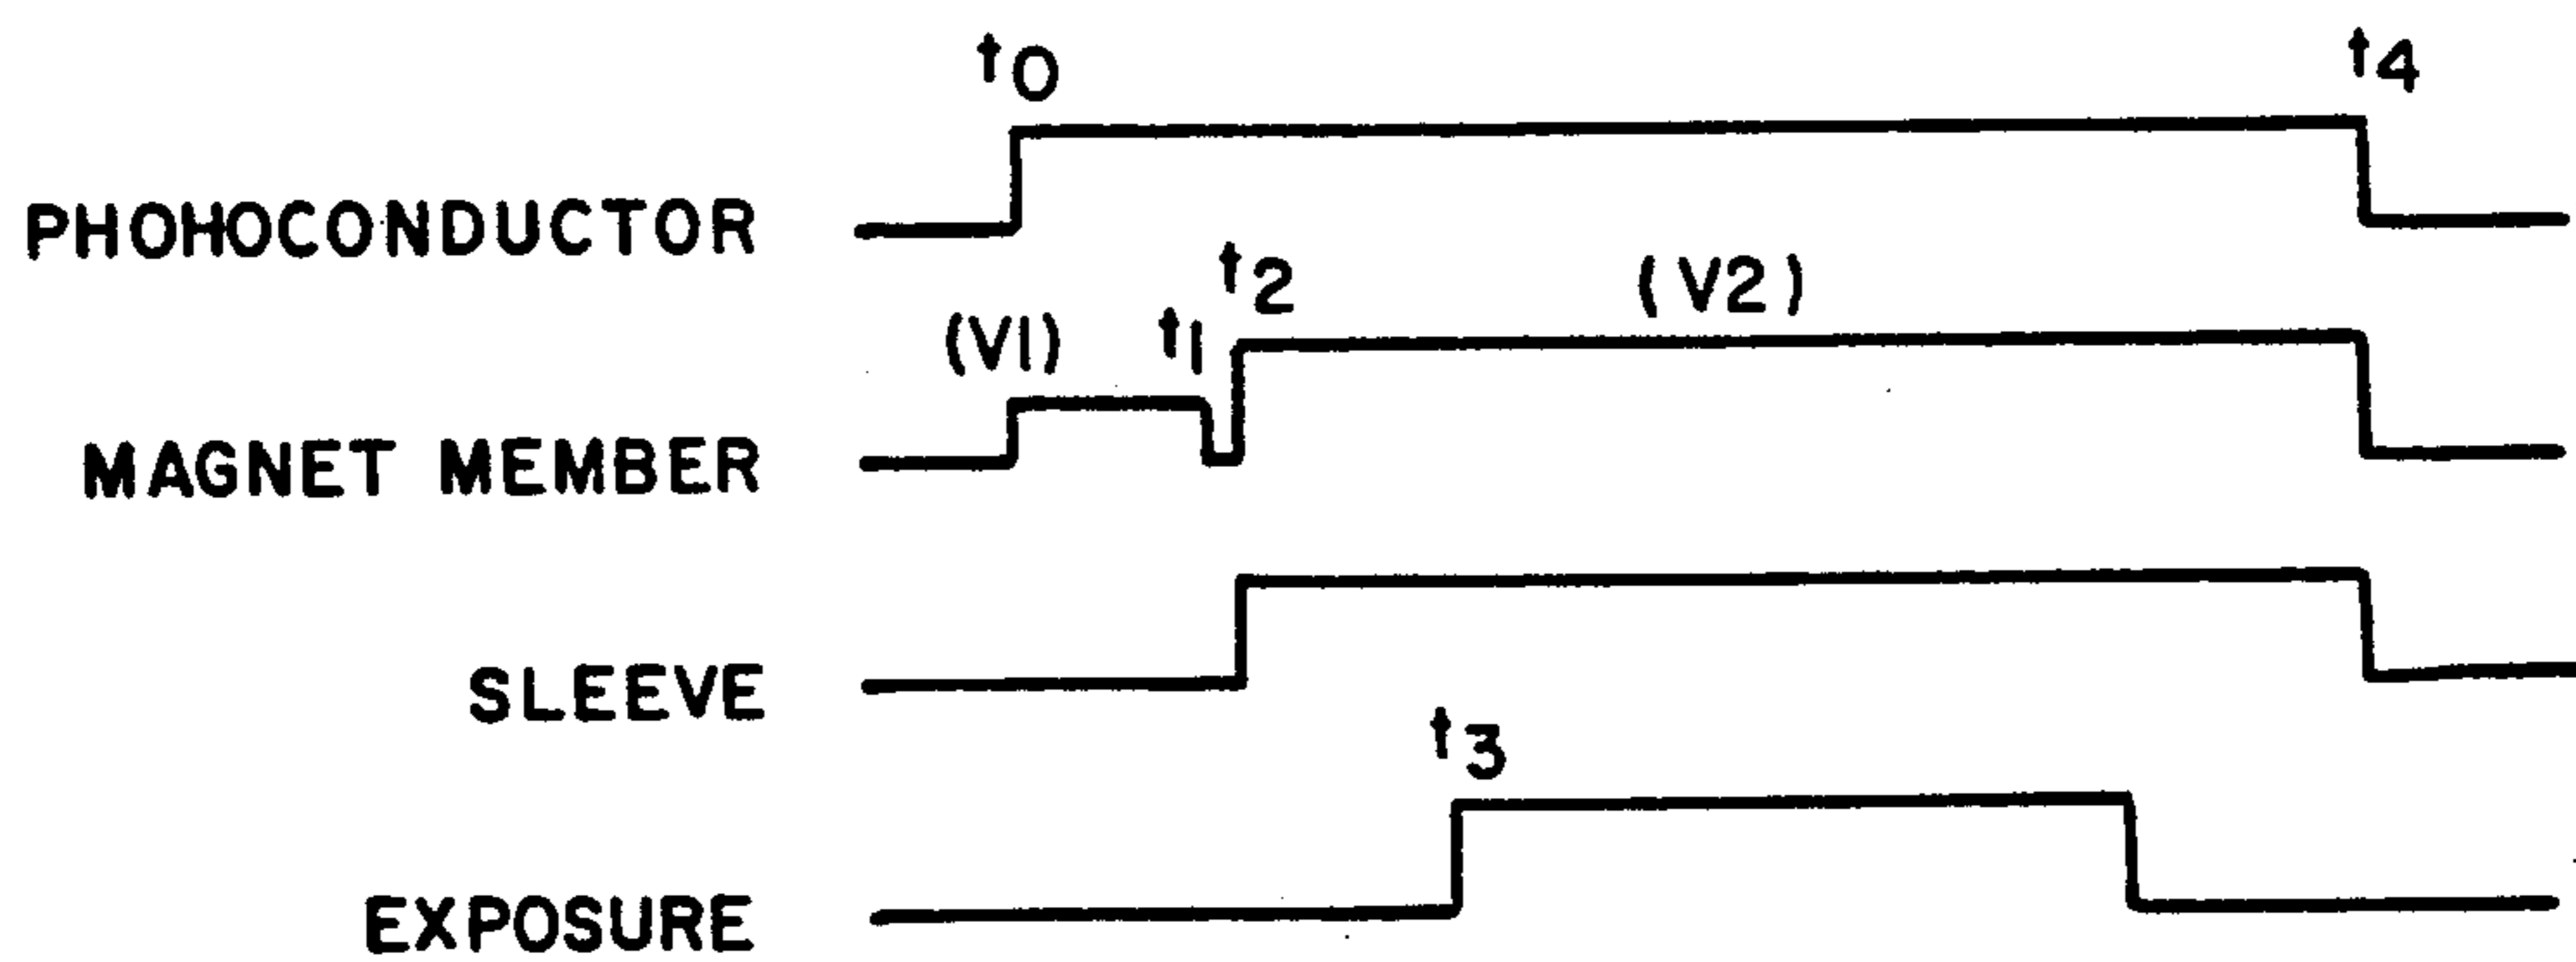 t0 t4
PHOHOCONDUCTOR
t2 (V2)
(V1) t1
MAGNET MEMBER
SLEEVE
t3
EXPOSURE